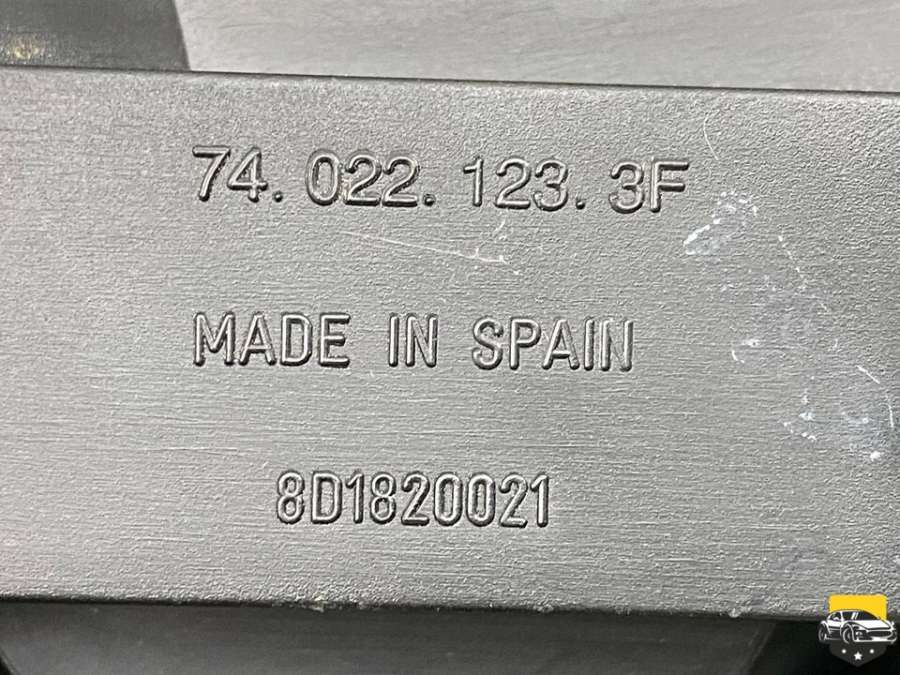 74. 022. 123. 3F
MADE IN SPAIN
8D1820021